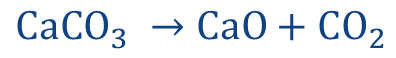 CaCO₃ → CaO + CO₂